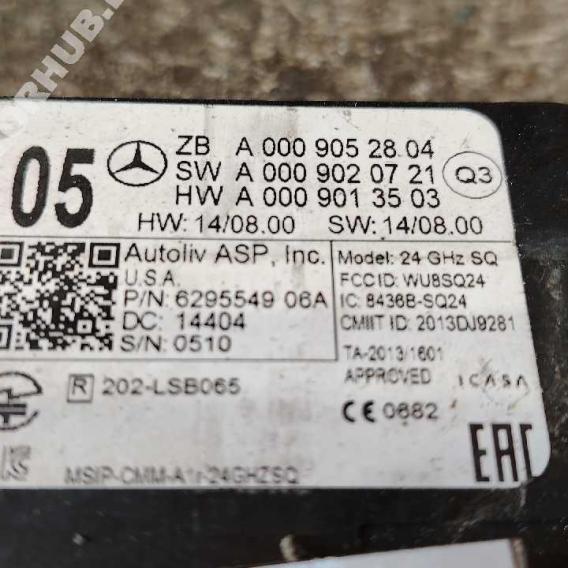 ORHUB.
05
ZB A 000 905 28 04
SW A 000 902 07 21
HW A 000 901 35 03
Q3
HW: 14/08.00 SW: 14/08.00
Autoliv ASP, Inc.
U.S.A.
P/N: 6295549 06A
DC: 14404
S/N: 0510
Model: 24 GHz SQ
FCC ID: WU8SQ24
IC: 8436B-SQ24
CMIIT ID: 2013DJ9281
TA-2013/1601
APPROVED ICASA
R 202-LSB065
CE 0682
MSIP-CMM-A1r-24GHZSQ
EAC